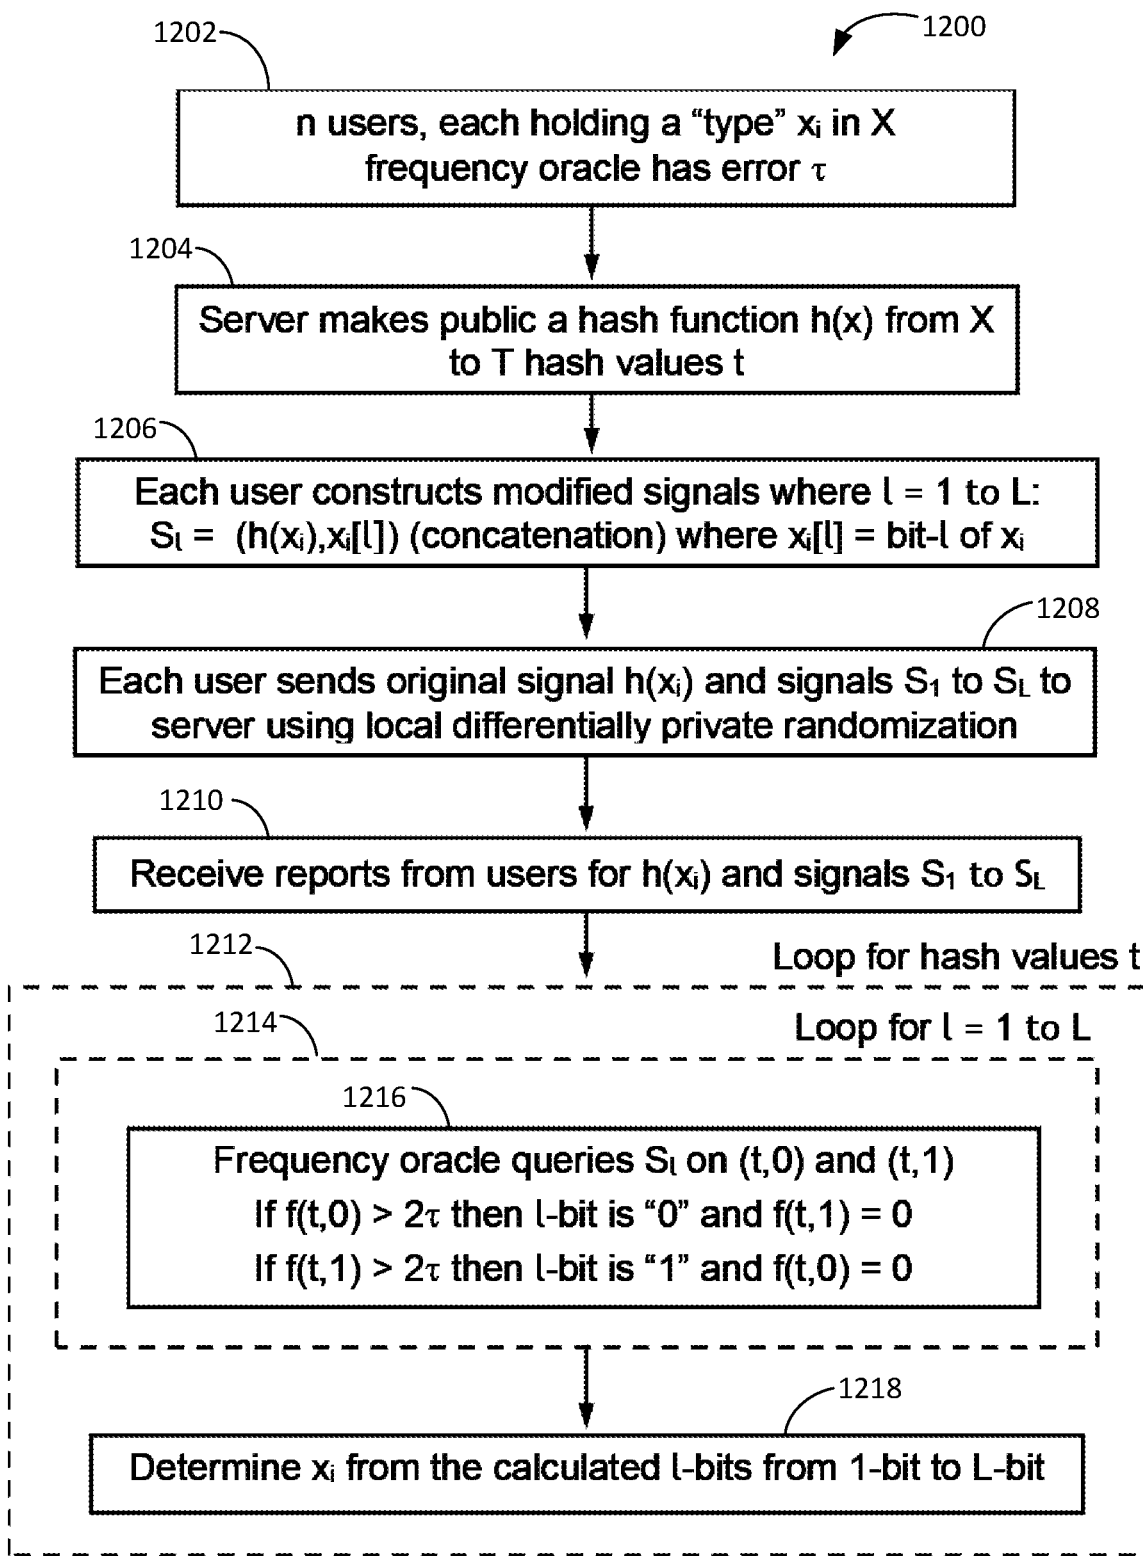 1202
1200
n users, each holding a “type” xᵢ in X
frequency oracle has error τ
1204
Server makes public a hash function h(x) from X
to T hash values t
1206
Each user constructs modified signals where l = 1 to L:
Sₗ = (h(xᵢ),xᵢ[l]) (concatenation) where xᵢ[l] = bit-l of xᵢ
1208
Each user sends original signal h(xᵢ) and signals S₁ to S_L to
server using local differentially private randomization
1210
Receive reports from users for h(xᵢ) and signals S₁ to S_L
1212
Loop for hash values t
1214
Loop for l = 1 to L
1216
Frequency oracle queries Sₗ on (t,0) and (t,1)
If f(t,0) > 2τ then l-bit is “0” and f(t,1) = 0
If f(t,1) > 2τ then l-bit is “1” and f(t,0) = 0
1218
Determine xᵢ from the calculated l-bits from 1-bit to L-bit